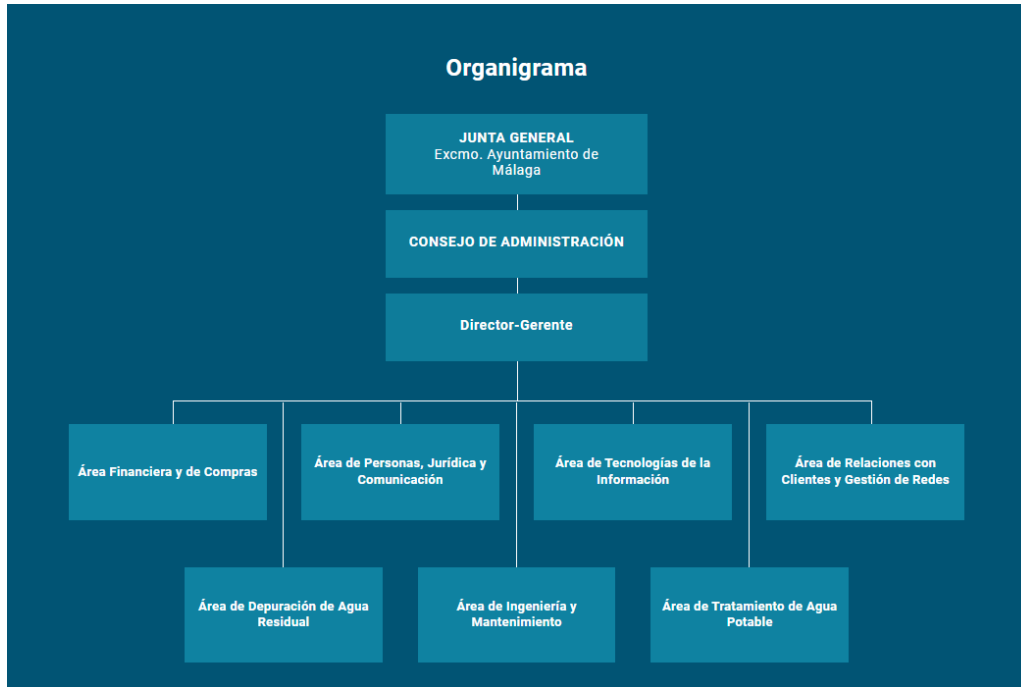 Organigrama
JUNTA GENERAL
Excmo. Ayuntamiento de
Málaga
CONSEJO DE ADMINISTRACIÓN
Director-Gerente
Área Financiera y de Compras
Área de Personas, Jurídica y
Comunicación
Área de Tecnologías de la
Información
Área de Relaciones con
Clientes y Gestión de Redes
Área de Depuración de Agua
Residual
Área de Ingeniería y
Mantenimiento
Área de Tratamiento de Agua
Potable